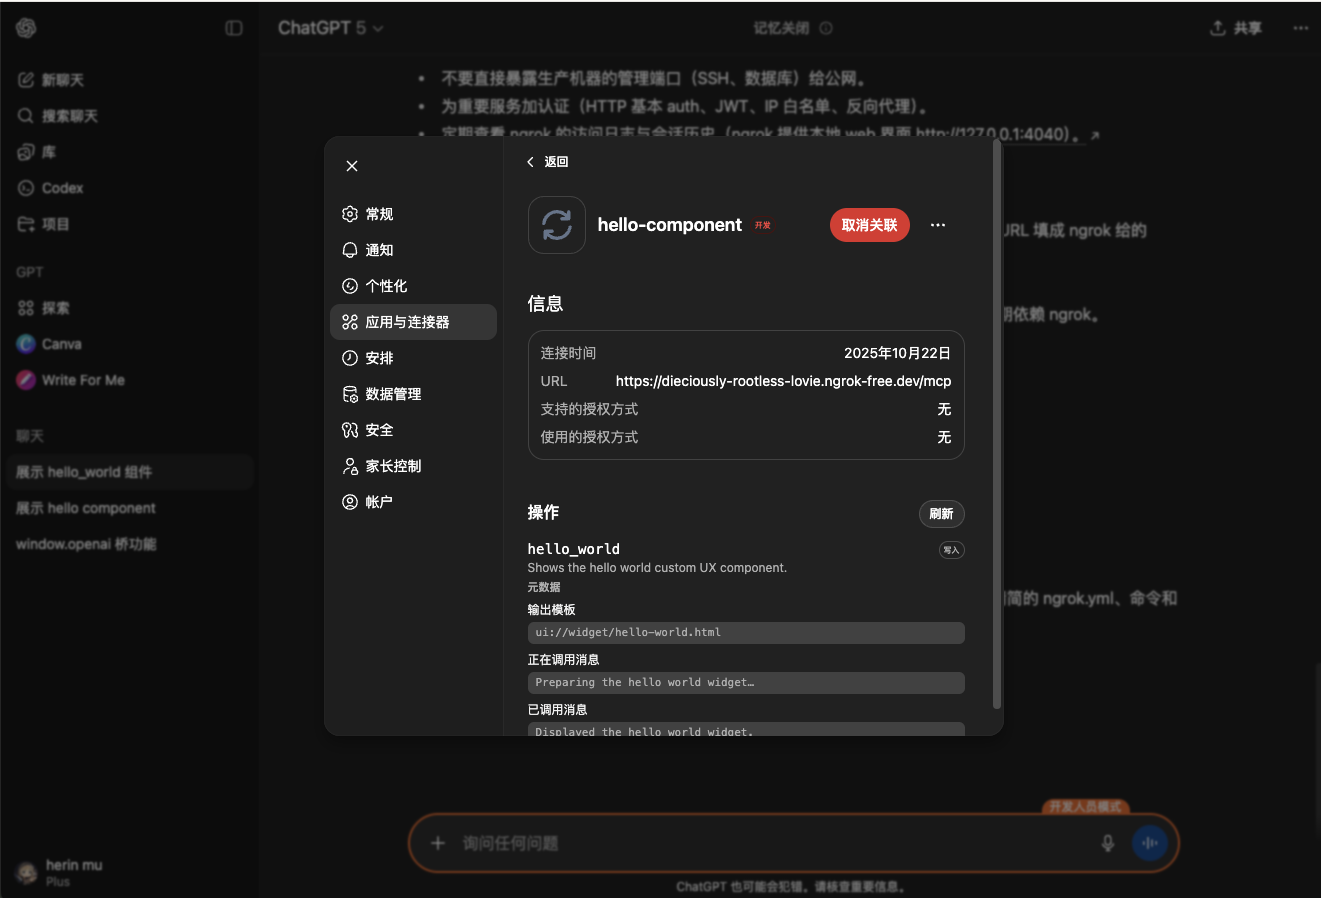 ChatGPT 5
记忆关闭
共享
新聊天
搜索聊天
库
Codex
项目
GPT
探索
Canva
Write For Me
聊天
展示 hello_world 组件
展示 hello component
window.openai 桥功能
herin mu
Plus
不要直接暴露生产机器的管理端口（SSH、数据库）给公网。
为重要服务加认证（HTTP 基本 auth、JWT、IP 白名单、反向代理）。
定期查看 ngrok 的访问日志与会话历史（ngrok 提供本地 web 界面 http://127.0.0.1:4040）。
URL 填成 ngrok 给的
依赖 ngrok。
简的 ngrok.yml、命令和
常规
通知
个性化
应用与连接器
安排
数据管理
安全
家长控制
帐户
返回
hello-component 开发
取消关联
信息
连接时间 2025年10月22日
URL https://dieciously-rootless-lovie.ngrok-free.dev/mcp
支持的授权方式 无
使用的授权方式 无
操作
刷新
hello_world
写入
Shows the hello world custom UX component.
元数据
输出模板
ui://widget/hello-world.html
正在调用消息
Preparing the hello world widget…
已调用消息
Displayed the hello world widget.
开发人员模式
询问任何问题
ChatGPT 也可能会犯错。请核查重要信息。